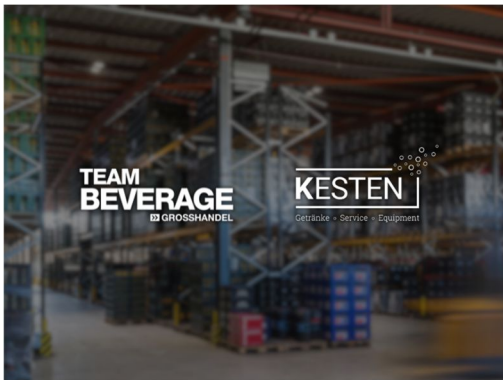 TEAM
BEVERAGE
GROSSHANDEL
KESTEN
Getränke • Service • Equipment